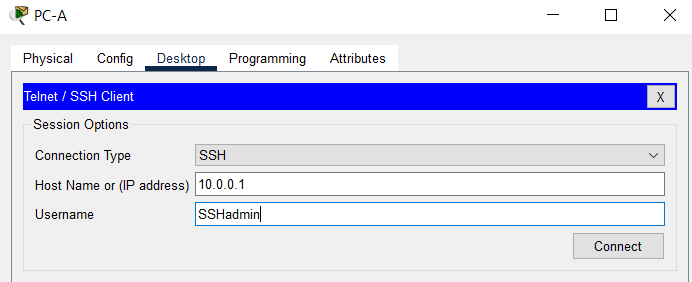 PC-A
Physical Config Desktop Programming Attributes
Telnet / SSH Client X
Session Options
Connection Type SSH
Host Name or (IP address) 10.0.0.1
Username SSHadmin
Connect